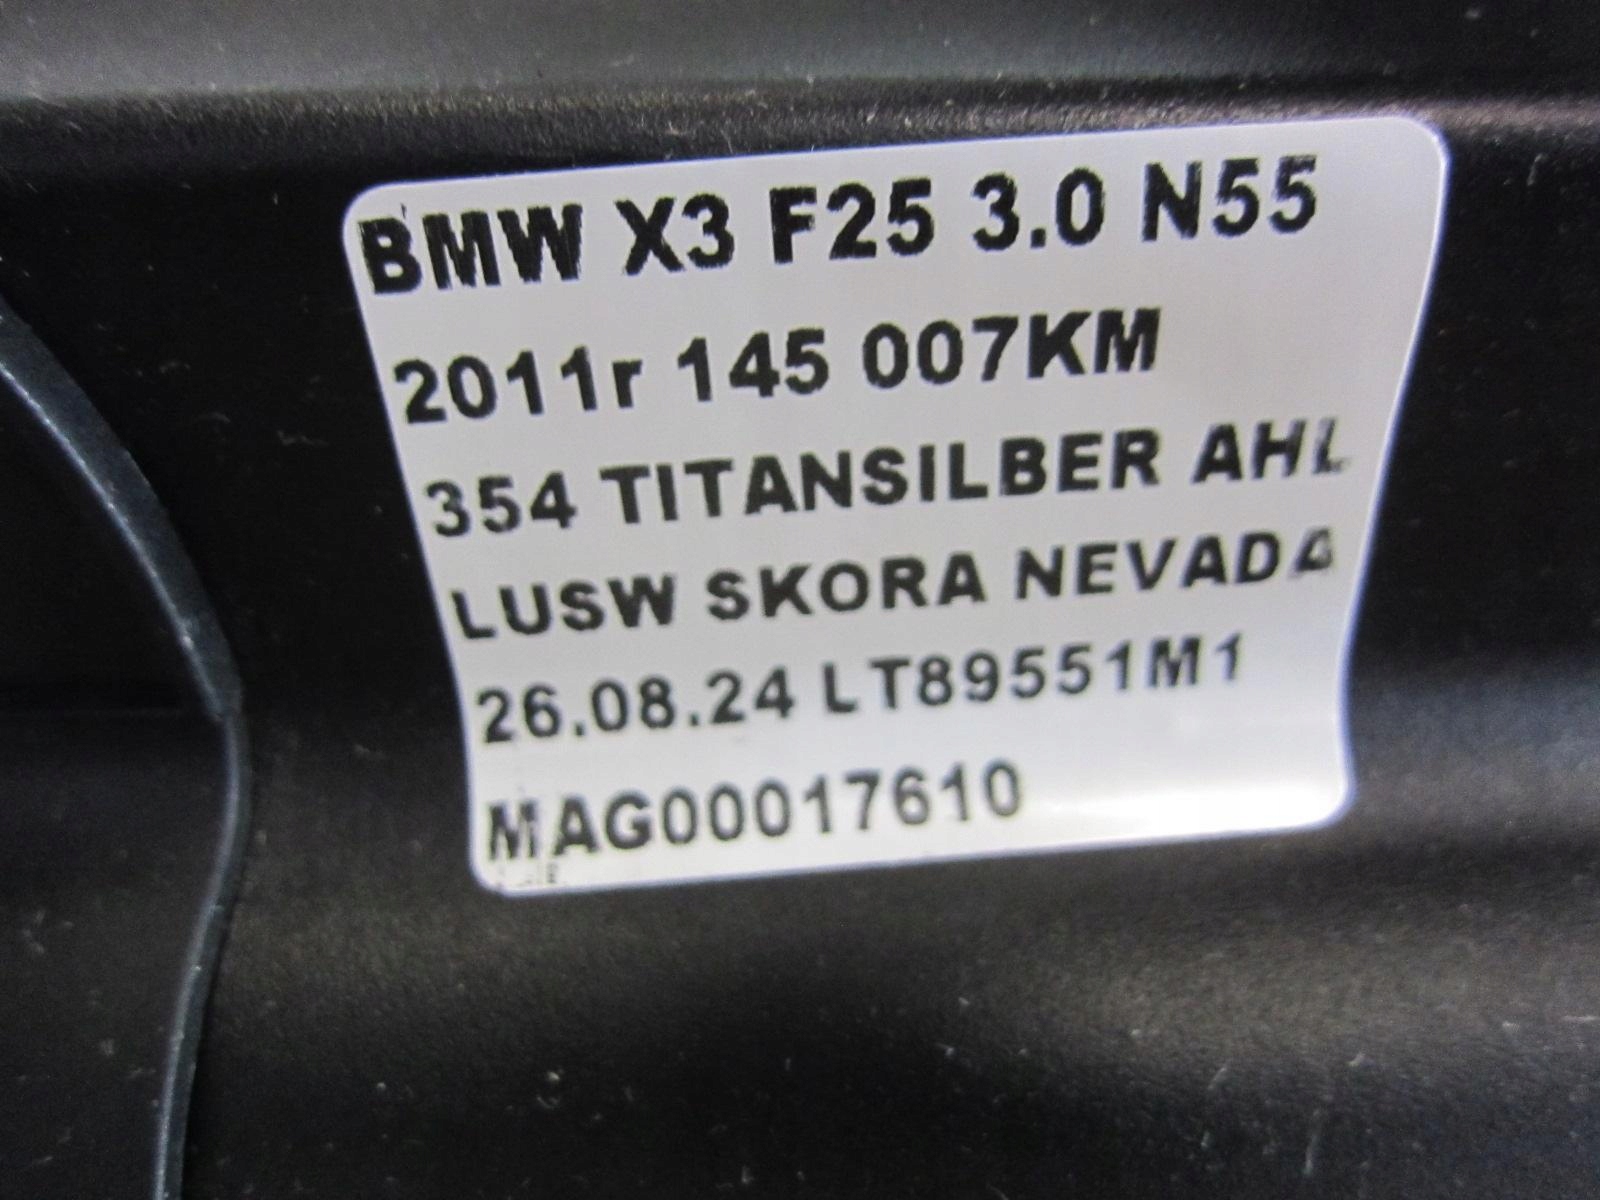 BMW X3 F25 3.0 N55
2011r 145 007KM
354 TITANSILBER AHL
LUSW SKORA NEVADA
26.08.24 LT89551M1
MAG00017610